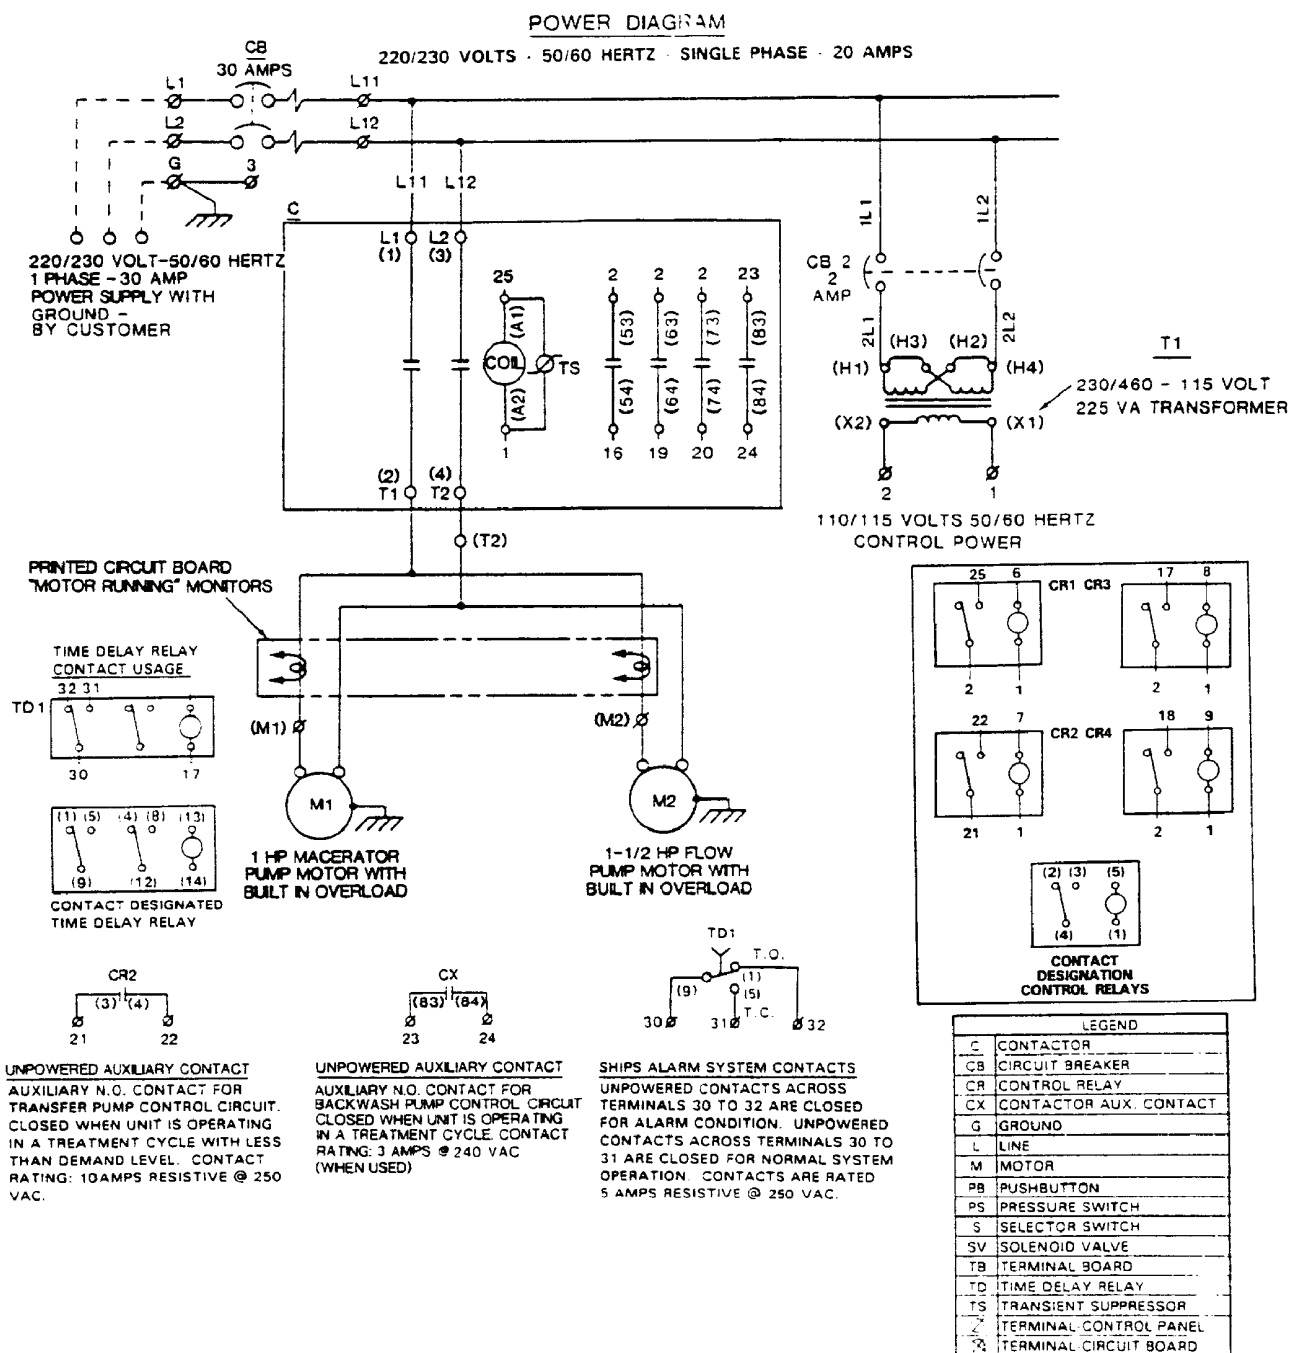 POWER DIAGRAM
220/230 VOLTS - 50/60 HERTZ - SINGLE PHASE - 20 AMPS
CB
30 AMPS
L1
L11
L2
L12
G
3
L11
L12
1L1
1L2
220/230 VOLT-50/60 HERTZ
1 PHASE - 30 AMP
POWER SUPPLY WITH
GROUND -
BY CUSTOMER
C
L1
(1)
L2
(3)
25
(A1)
COIL
(A2)
1
TS
2
(53)
(54)
16
2
(63)
(64)
19
2
(73)
(74)
20
23
(83)
(84)
24
(2)
T1
(4)
T2
(T2)
CB 2
2
AMP
2L1
2L2
(H3)
(H2)
(H1)
(H4)
T1
230/460 - 115 VOLT
225 VA TRANSFORMER
(X2)
(X1)
2
1
110/115 VOLTS 50/60 HERTZ
CONTROL POWER
PRINTED CIRCUIT BOARD
"MOTOR RUNNING" MONITORS
TIME DELAY RELAY
CONTACT USAGE
32 31
TD1
30
17
(1) (5) (4) (8) (13)
(9) (12) (14)
CONTACT DESIGNATED
TIME DELAY RELAY
(M1)
(M2)
M1
M2
1 HP MACERATOR
PUMP MOTOR WITH
BUILT IN OVERLOAD
1-1/2 HP FLOW
PUMP MOTOR WITH
BUILT IN OVERLOAD
25 6 CR1 CR3 17 8
2 1 2 1
22 7 CR2 CR4 18 9
21 1 2 1
(2) (3) (5)
(4) (1)
CONTACT
DESIGNATION
CONTROL RELAYS
CR2
(3) (4)
21 22
UNPOWERED AUXILIARY CONTACT
AUXILIARY N.O. CONTACT FOR
TRANSFER PUMP CONTROL CIRCUIT.
CLOSED WHEN UNIT IS OPERATING
IN A TREATMENT CYCLE WITH LESS
THAN DEMAND LEVEL. CONTACT
RATING: 10AMPS RESISTIVE @ 250
VAC.
CX
(83) (84)
23 24
UNPOWERED AUXILIARY CONTACT
AUXILIARY N.O. CONTACT FOR
BACKWASH PUMP CONTROL CIRCUIT
CLOSED WHEN UNIT IS OPERATING
IN A TREATMENT CYCLE. CONTACT
RATING: 3 AMPS @ 240 VAC
(WHEN USED)
TD1
T.O.
(9) (1)
(5)
T.C.
30 31 32
SHIPS ALARM SYSTEM CONTACTS
UNPOWERED CONTACTS ACROSS
TERMINALS 30 TO 32 ARE CLOSED
FOR ALARM CONDITION. UNPOWERED
CONTACTS ACROSS TERMINALS 30 TO
31 ARE CLOSED FOR NORMAL SYSTEM
OPERATION. CONTACTS ARE RATED
5 AMPS RESISTIVE @ 250 VAC.
LEGEND
C CONTACTOR
CB CIRCUIT BREAKER
CR CONTROL RELAY
CX CONTACTOR AUX. CONTACT
G GROUND
L LINE
M MOTOR
PB PUSHBUTTON
PS PRESSURE SWITCH
S SELECTOR SWITCH
SV SOLENOID VALVE
TB TERMINAL BOARD
TD TIME DELAY RELAY
TS TRANSIENT SUPPRESSOR
TERMINAL-CONTROL PANEL
TERMINAL-CIRCUIT BOARD